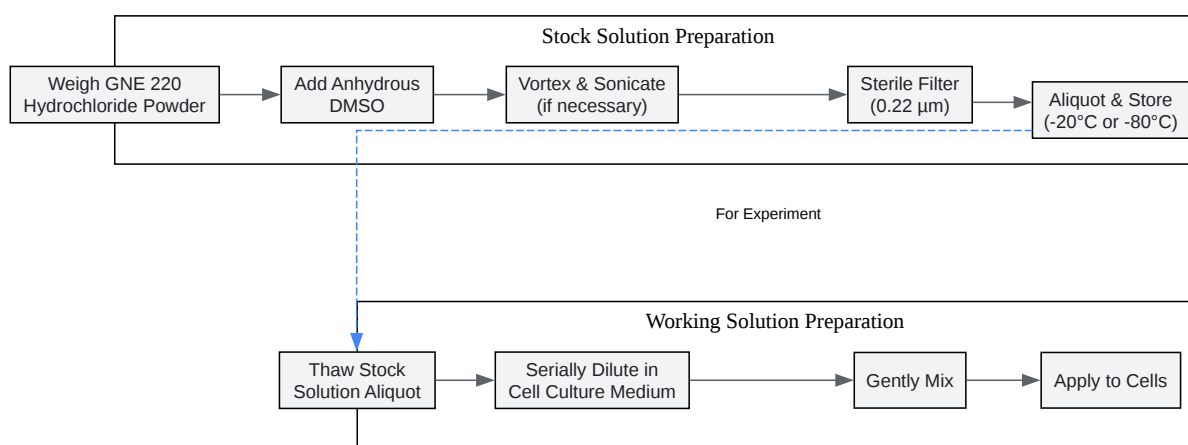 Stock Solution Preparation
Weigh GNE 220
Hydrochloride Powder
Add Anhydrous
DMSO
Vortex & Sonicate
(if necessary)
Sterile Filter
(0.22 µm)
Aliquot & Store
(-20°C or -80°C)
For Experiment
Working Solution Preparation
Thaw Stock
Solution Aliquot
Serially Dilute in
Cell Culture Medium
Gently Mix
Apply to Cells